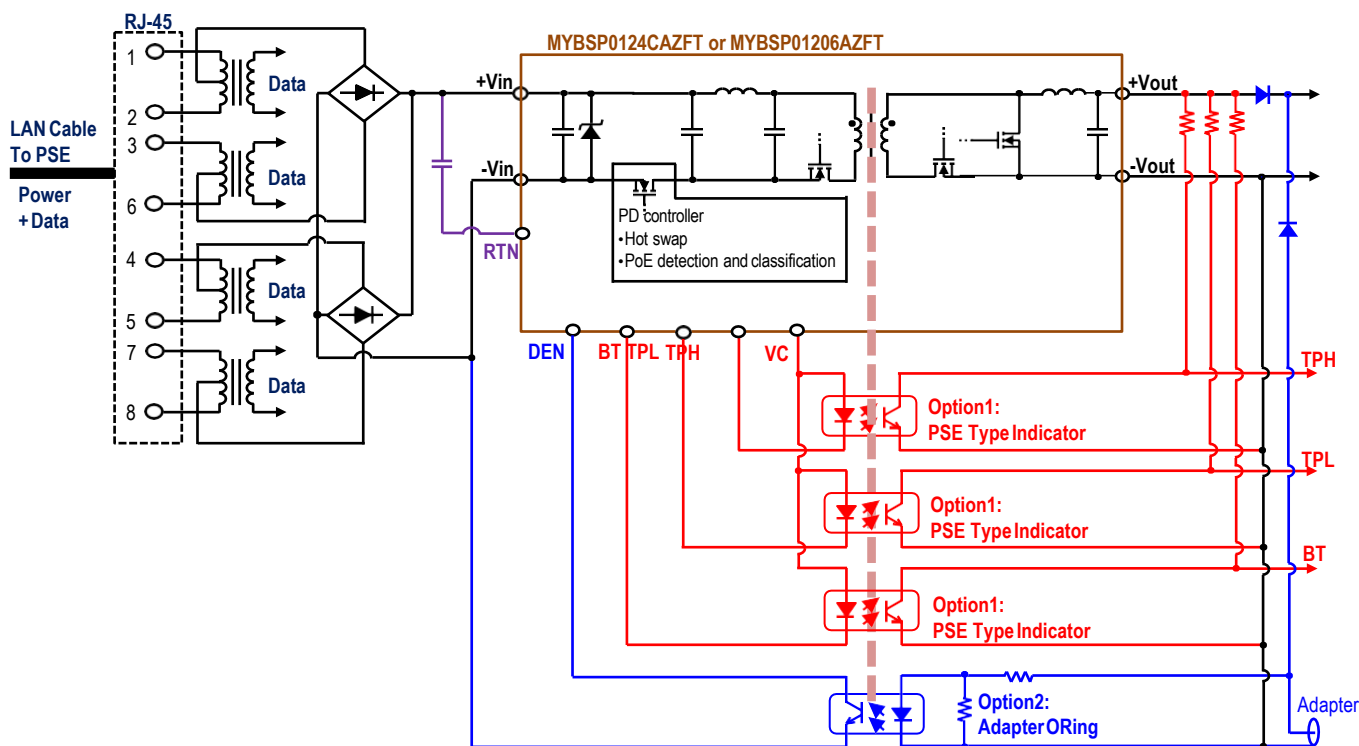 RJ-45
1
2
3
6
4
5
7
8
Data
Data
Data
Data
LAN Cable
To PSE
Power
+Data
MYBSP0124CAZFT or MYBSP01206AZFT
+Vin
-Vin
RTN
+Vout
-Vout
PD controller
•Hot swap
•PoE detection and classification
DEN
BT TPL TPH
VC
TPH
Option1:
PSE Type Indicator
TPL
Option1:
PSE Type Indicator
BT
Option1:
PSE Type Indicator
Option2:
Adapter ORing
Adapter